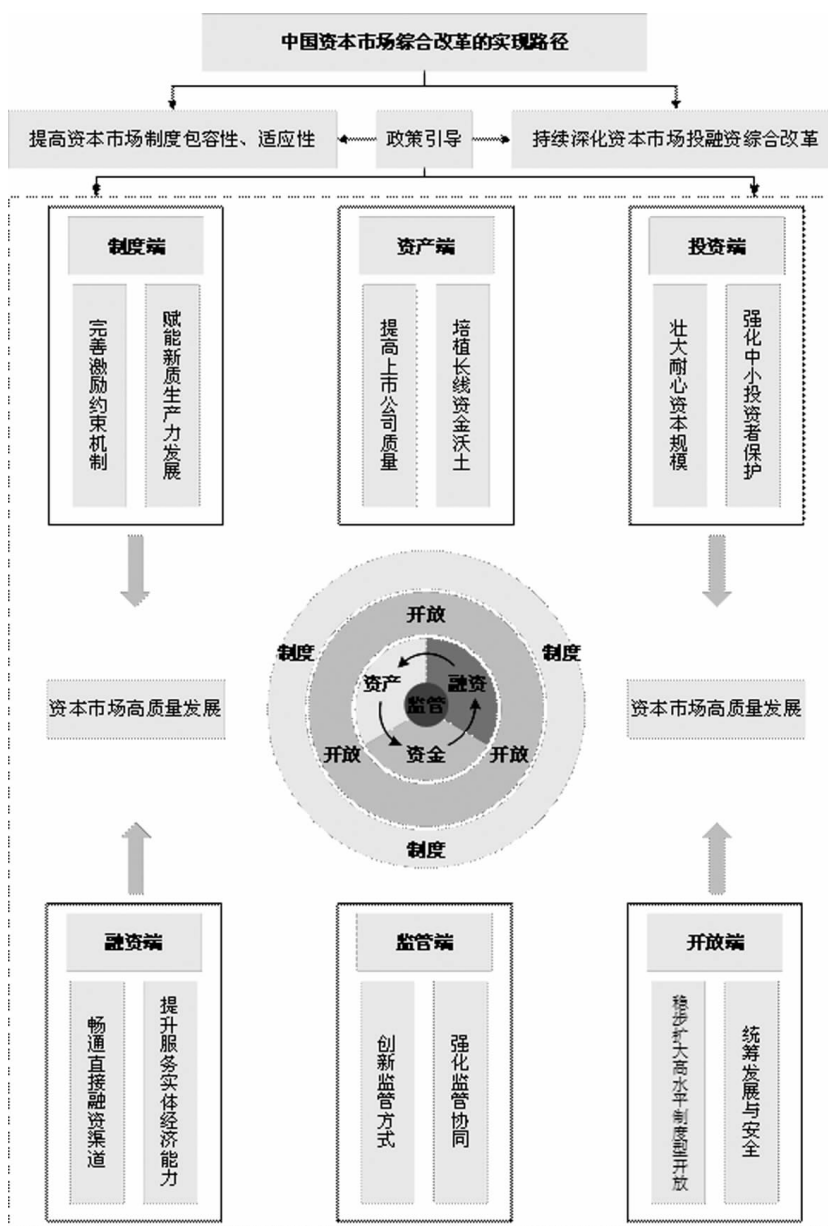 中国资本市场综合改革的实现路径
提高资本市场制度包容性、适应性
政策引导
持续深化资本市场投融资综合改革
制度端
完善激励约束机制
赋能新质生产力发展
资产端
提高上市公司质量
培植长线资金沃土
投资端
壮大耐心资本规模
强化中小投资者保护
资本市场高质量发展
开放
制度
制度
资产
融资
监管
开放
资金
开放
制度
资本市场高质量发展
融资端
畅通直接融资渠道
提升服务实体经济能力
监管端
创新监管方式
强化监管协同
开放端
稳步扩大高水平制度型开放
统筹发展与安全